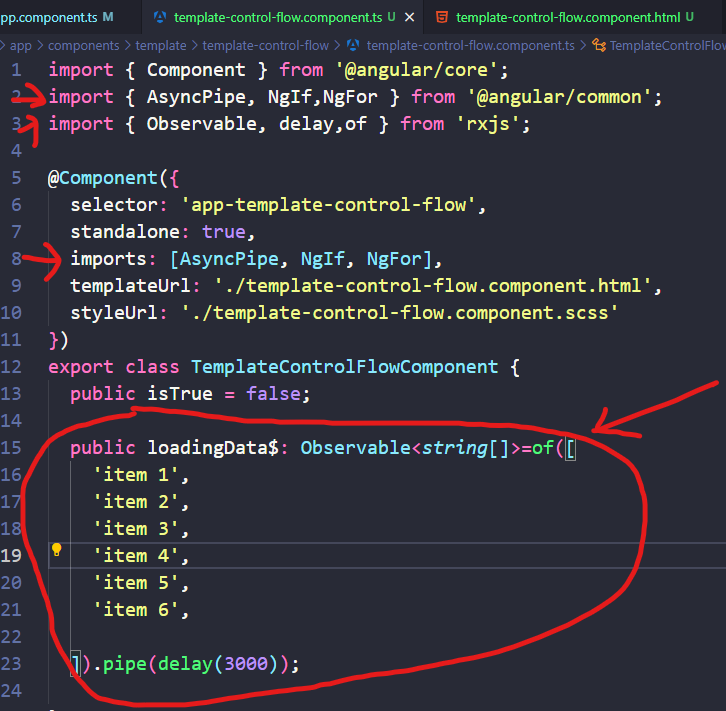 app.component.ts M template-control-flow.component.ts U template-control-flow.component.html U
> app > components > template > template-control-flow > template-control-flow.component.ts > TemplateControlFlow
1 import { Component } from '@angular/core';
2 import { AsyncPipe, NgIf,NgFor } from '@angular/common';
3 import { Observable, delay,of } from 'rxjs';
4
5 @Component({
6 selector: 'app-template-control-flow',
7 standalone: true,
8 imports: [AsyncPipe, NgIf, NgFor],
9 templateUrl: './template-control-flow.component.html',
10 styleUrl: './template-control-flow.component.scss'
11 })
12 export class TemplateControlFlowComponent {
13 public isTrue = false;
14
15 public loadingData$: Observable<string[]>=of([
16 'item 1',
17 'item 2',
18 'item 3',
19 'item 4',
20 'item 5',
21 'item 6',
22
23 ]).pipe(delay(3000));
24